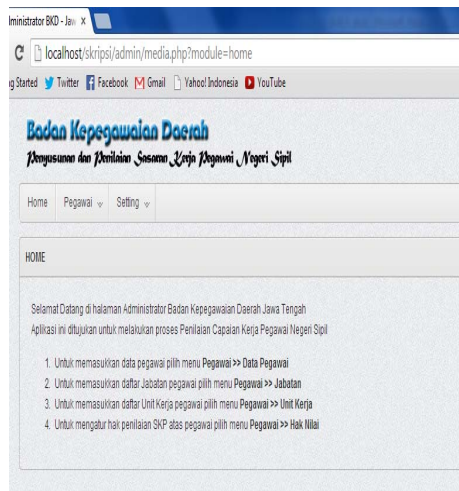 ministrator BKD - Jaw ×
localhost/skripsi/admin/media.php?module=home
g Started Twitter Facebook Gmail Yahoo! Indonesia YouTube
Badan Kepegawaian Daerah
Penyusunan dan Penilaian Sasaran Kerja Pegawai Negeri Sipil
Home Pegawai Setting
HOME
Selamat Datang di halaman Administrator Badan Kepegawaian Daerah Jawa Tengah
Aplikasi ini ditujukan untuk melakukan proses Penilaian Capaian Kerja Pegawai Negeri Sipil
1. Untuk memasukkan data pegawai pilih menu Pegawai >> Data Pegawai
2. Untuk memasukkan daftar Jabatan pegawai pilih menu Pegawai >> Jabatan
3. Untuk memasukkan daftar Unit Kerja pegawai pilih menu Pegawai >> Unit Kerja
4. Untuk mengatur hak penilaian SKP atas pegawai pilih menu Pegawai >> Hak Nilai